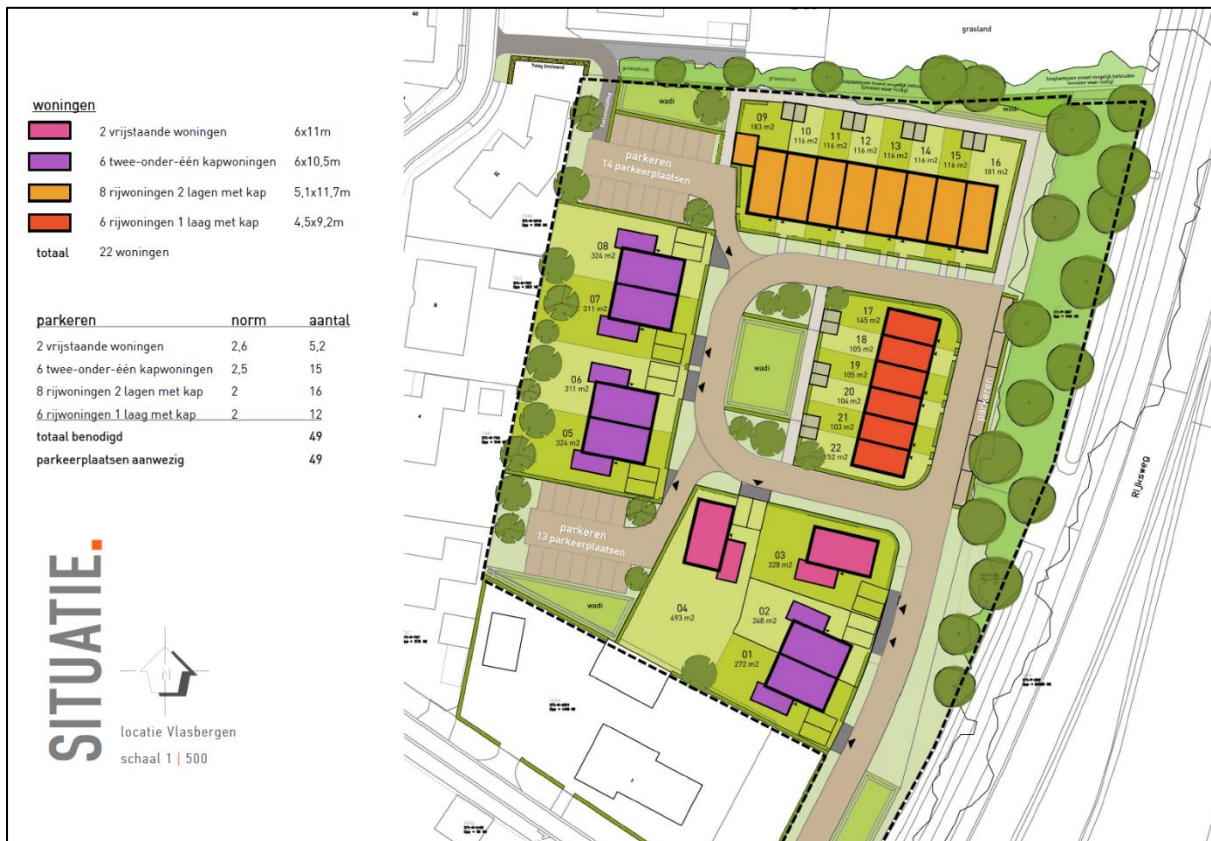 woningen
2 vrijstaande woningen 6x11m
6 twee-onder-één kapwoningen 6x10,5m
8 rijwoningen 2 lagen met kap 5,1x11,7m
6 rijwoningen 1 laag met kap 4,5x9,2m
totaal 22 woningen
parkeren norm aantal
2 vrijstaande woningen 2,6 5,2
6 twee-onder-één kapwoningen 2,5 15
8 rijwoningen 2 lagen met kap 2 16
6 rijwoningen 1 laag met kap 2 12
totaal benodigd 49
parkeerplaatsen aanwezig 49
SITUATIE.
N
locatie Vlasbergen
schaal 1 | 500
grasland
haag bestaand
groenstrook
groenstrook
wadi
wadi
parkeren
14 parkeerplaatsen
09
183 m2
10
116 m2
11
116 m2
12
116 m2
13
116 m2
14
116 m2
15
116 m2
16
181 m2
08
324 m2
07
311 m2
06
311 m2
05
324 m2
wadi
17
145 m2
18
105 m2
19
105 m2
20
104 m2
21
103 m2
22
152 m2
parkeren
Rijksweg
parkeren
13 parkeerplaatsen
wadi
03
328 m2
04
493 m2
02
248 m2
01
272 m2